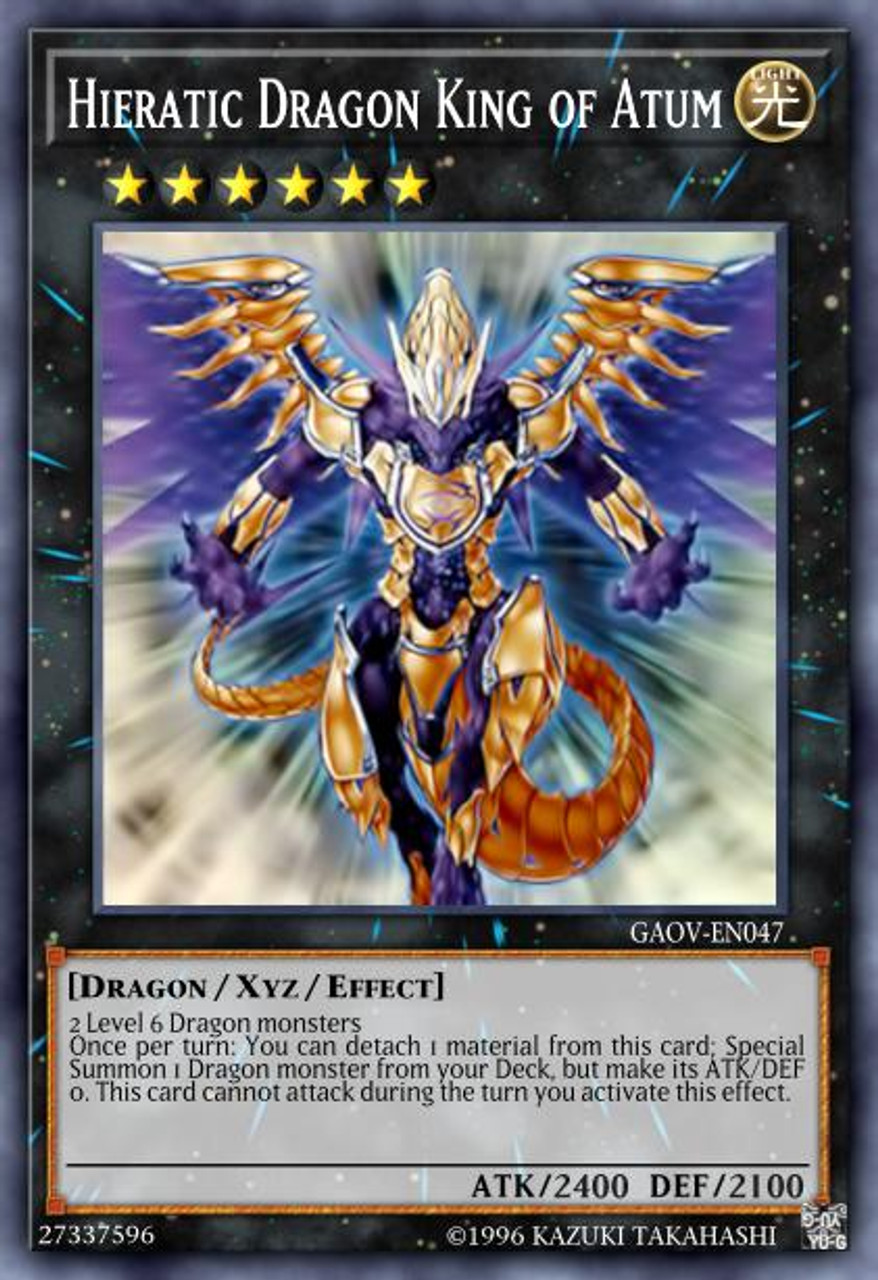 HIERATIC DRAGON KING OF ATUM
LIGHT
光
GAOV-EN047
[DRAGON / XYZ / EFFECT]
2 Level 6 Dragon monsters
Once per turn: You can detach 1 material from this card; Special
Summon 1 Dragon monster from your Deck, but make its ATK/DEF
0. This card cannot attack during the turn you activate this effect.
ATK/2400 DEF/2100
27337596
©1996 KAZUKI TAKAHASHI